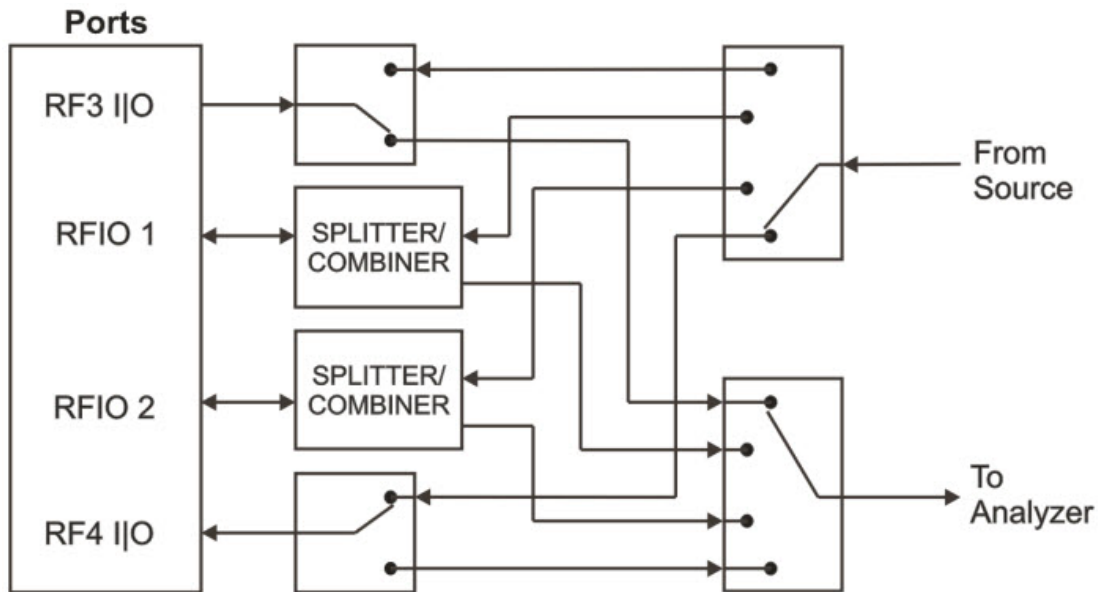 Ports
RF3 I|O
RFIO 1
RFIO 2
RF4 I|O
SPLITTER/
COMBINER
SPLITTER/
COMBINER
From
Source
To
Analyzer